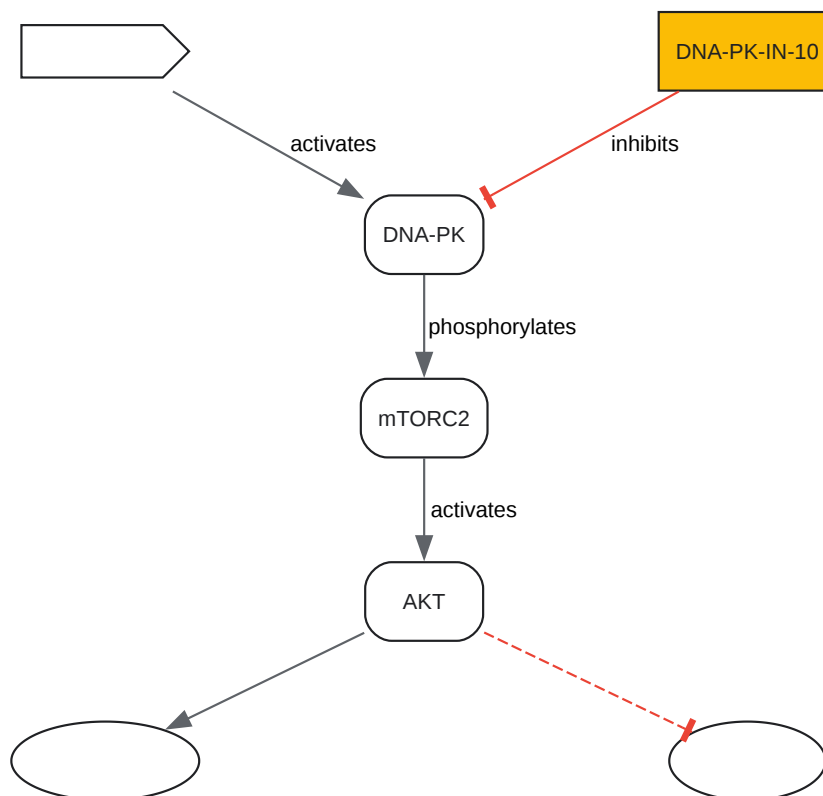 DNA-PK-IN-10
activates
inhibits
DNA-PK
phosphorylates
mTORC2
activates
AKT